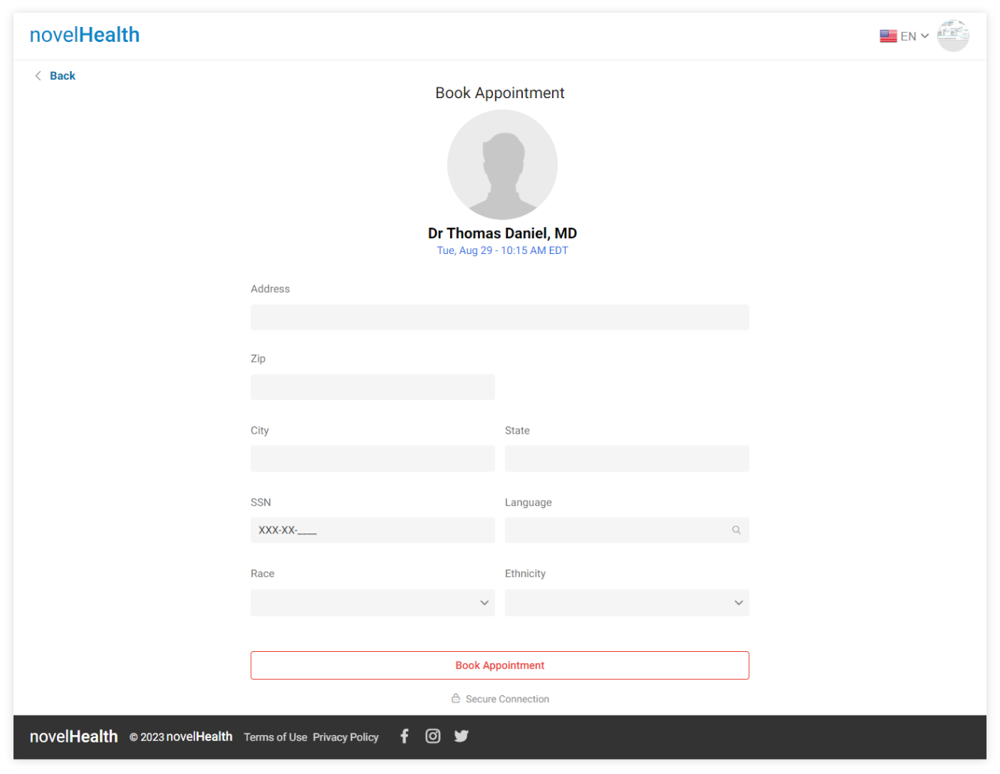 novelHealth
EN
Back
Book Appointment
Dr Thomas Daniel, MD
Tue, Aug 29 - 10:15 AM EDT
Address
Zip
City State
SSN Language
XXX-XX-____
Race Ethnicity
Book Appointment
Secure Connection
novelHealth © 2023 novelHealth Terms of Use Privacy Policy